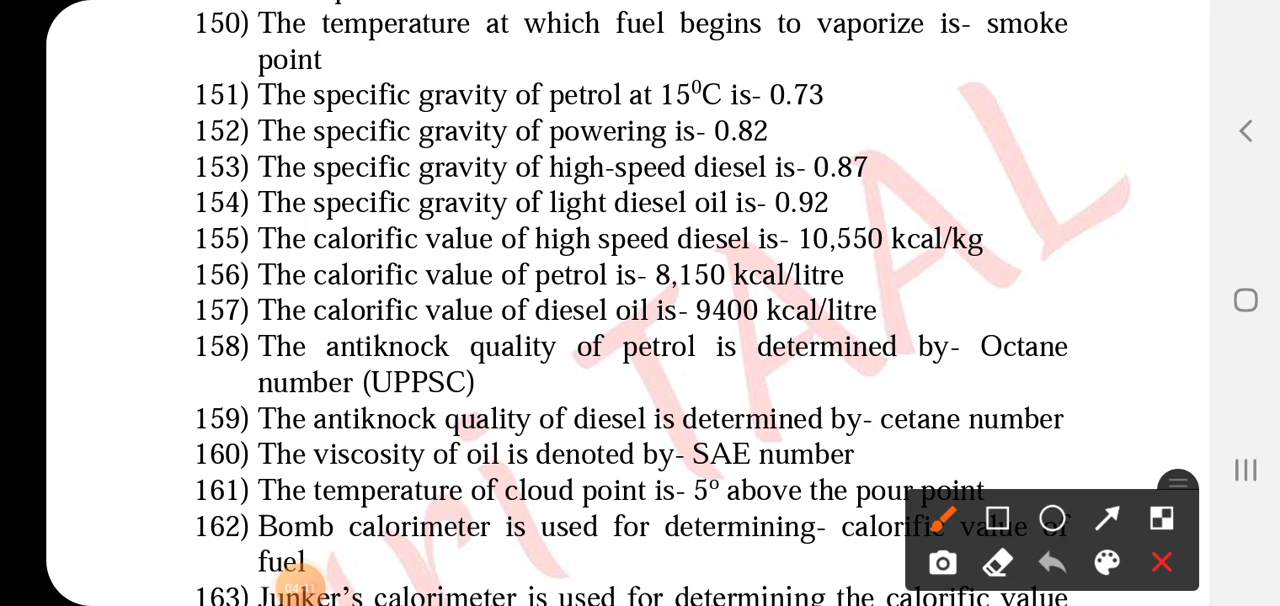 150) The temperature at which fuel begins to vaporize is- smoke
point
151) The specific gravity of petrol at 15⁰C is- 0.73
152) The specific gravity of powering is- 0.82
153) The specific gravity of high-speed diesel is- 0.87
154) The specific gravity of light diesel oil is- 0.92
155) The calorific value of high speed diesel is- 10,550 kcal/kg
156) The calorific value of petrol is- 8,150 kcal/litre
157) The calorific value of diesel oil is- 9400 kcal/litre
158) The antiknock quality of petrol is determined by- Octane
number (UPPSC)
159) The antiknock quality of diesel is determined by- cetane number
160) The viscosity of oil is denoted by- SAE number
161) The temperature of cloud point is- 5º above the pour point
162) Bomb calorimeter is used for determining- calorific value of
fuel
04:11
163) Junker's calorimeter is used for determining the calorific value
ri TAAL